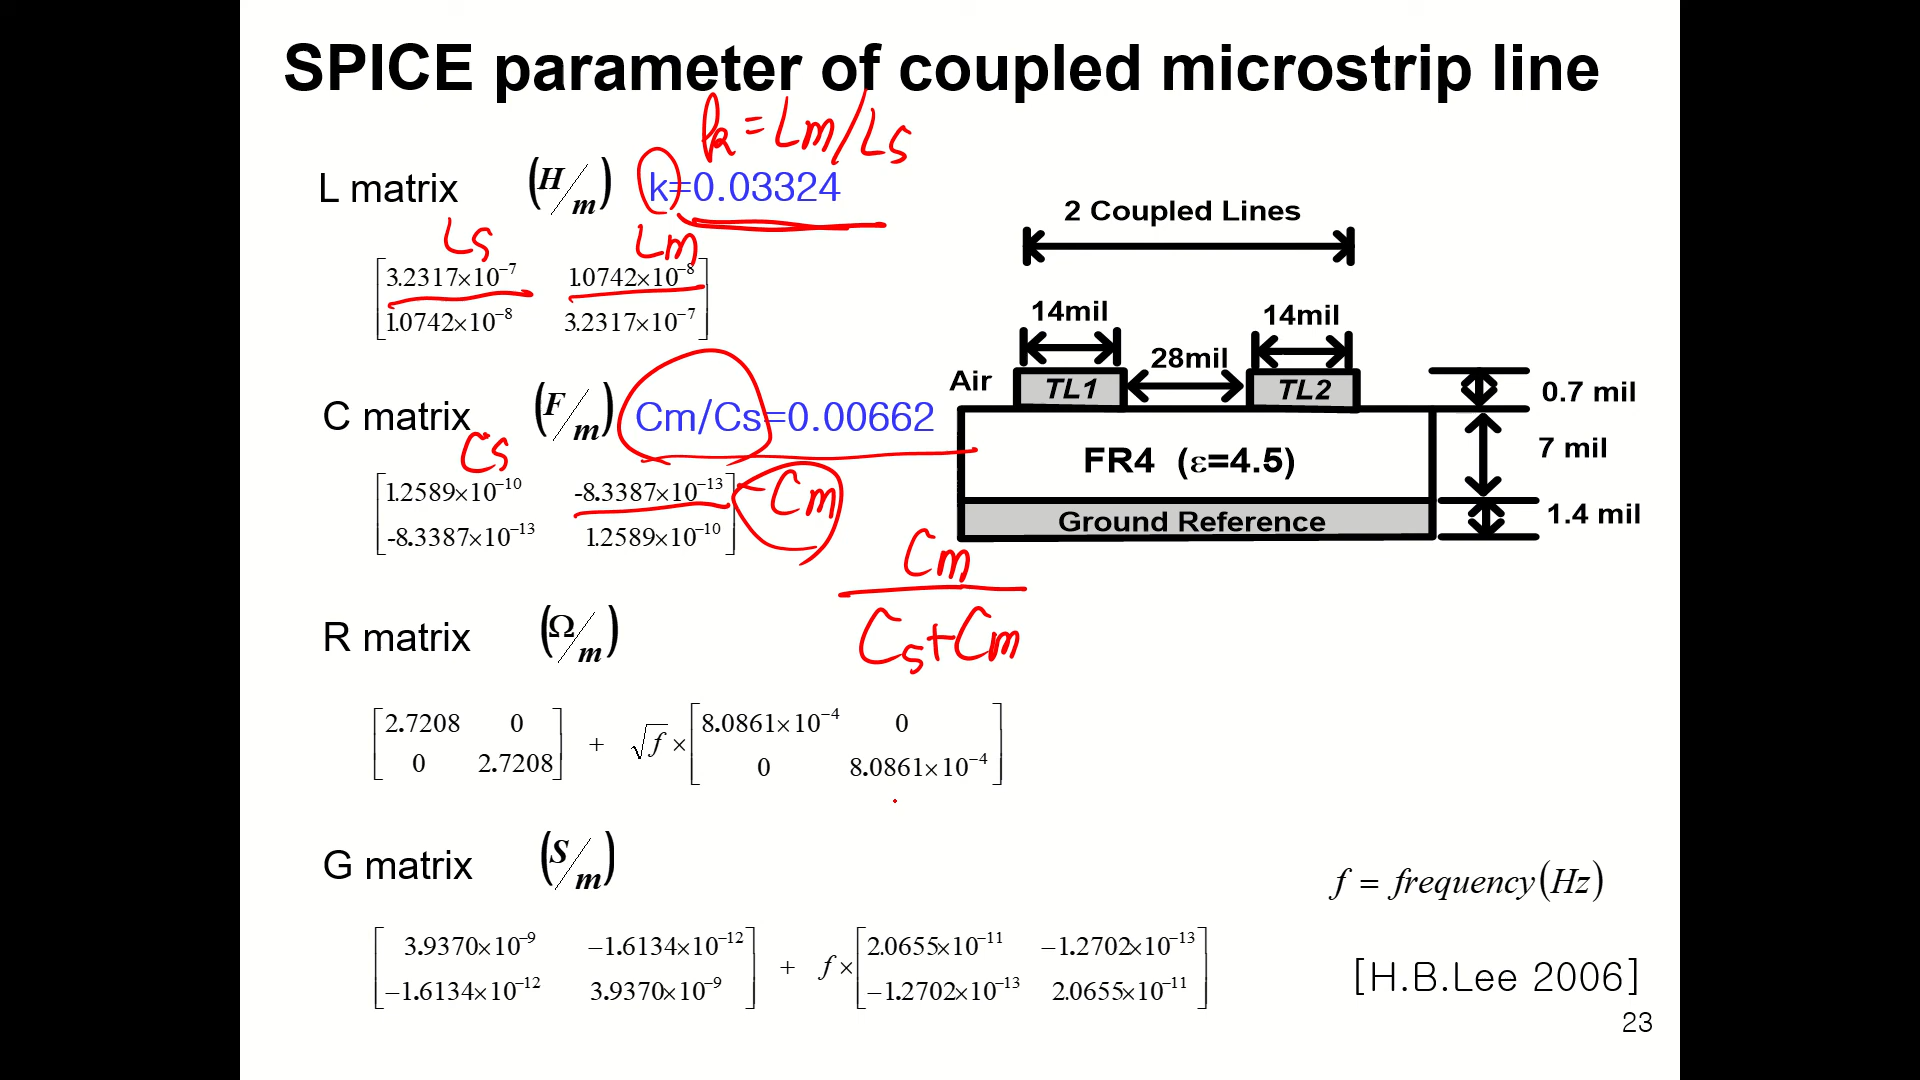 SPICE parameter of coupled microstrip line
k = Lm/Ls
L matrix (H/m) k=0.03324
Ls Lm
3.2317×10⁻⁷ 1.0742×10⁻⁸
1.0742×10⁻⁸ 3.2317×10⁻⁷
C matrix (F/m) Cm/Cs=0.00662
Cs
1.2589×10⁻¹⁰ -8.3387×10⁻¹³ -Cm
-8.3387×10⁻¹³ 1.2589×10⁻¹⁰
Cm
Cs+Cm
2 Coupled Lines
14mil 14mil
28mil
Air TL1 TL2 0.7 mil
FR4 (ε=4.5) 7 mil
Ground Reference 1.4 mil
R matrix (Ω/m)
2.7208 0 + √f × 8.0861×10⁻⁴ 0
0 2.7208 0 8.0861×10⁻⁴
G matrix (S/m)
3.9370×10⁻⁹ −1.6134×10⁻¹² + f× 2.0655×10⁻¹¹ −1.2702×10⁻¹³
−1.6134×10⁻¹² 3.9370×10⁻⁹ −1.2702×10⁻¹³ 2.0655×10⁻¹¹
f = frequency(Hz)
[H.B.Lee 2006]
23